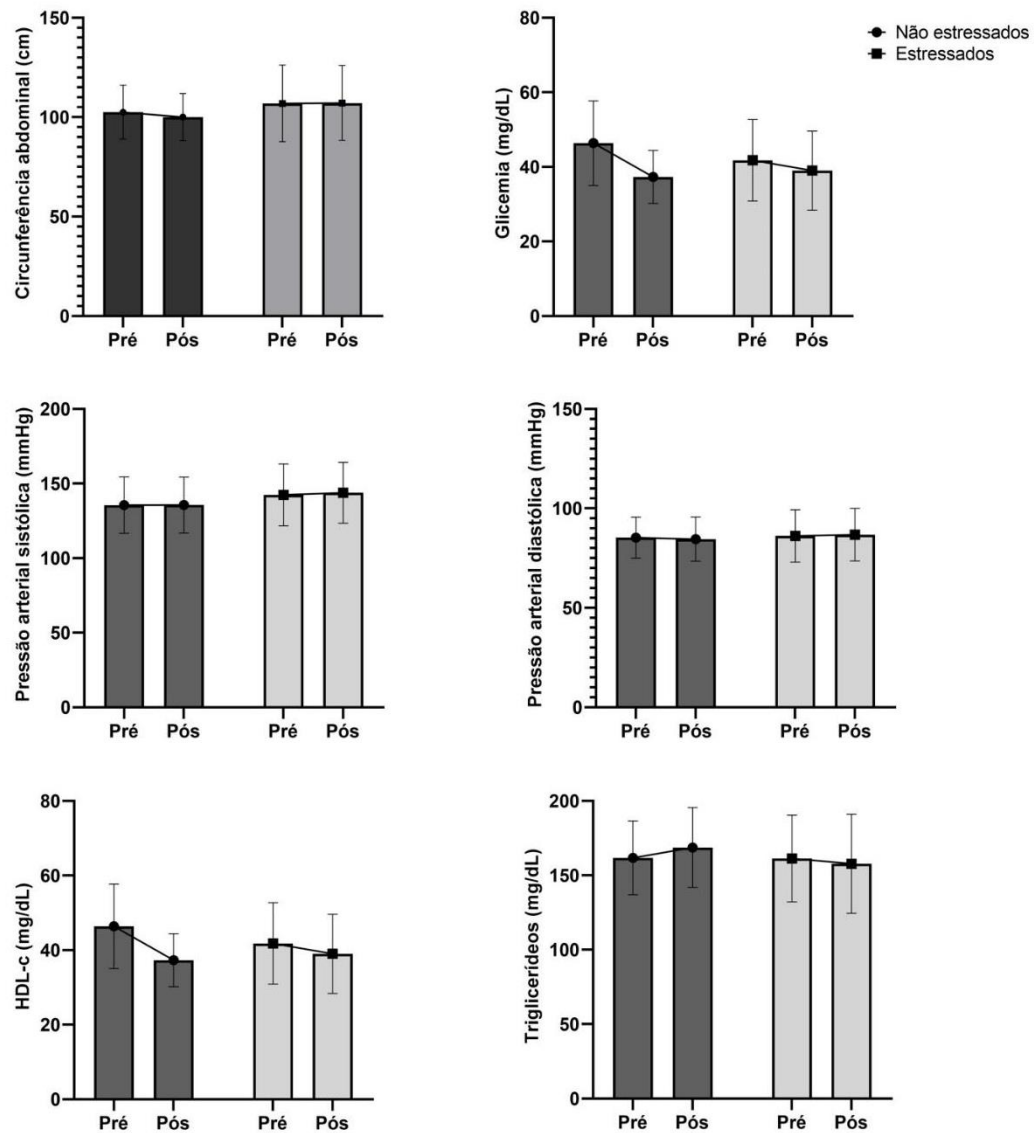 Circunferência abdominal (cm)
150
100
50
0
Pré Pós Pré Pós
Glicemia (mg/dL)
80
60
40
20
0
Pré Pós Pré Pós
Não estressados
Estressados
Pressão arterial sistólica (mmHg)
200
150
100
50
0
Pré Pós Pré Pós
Pressão arterial diastólica (mmHg)
150
100
50
0
Pré Pós Pré Pós
HDL-c (mg/dL)
80
60
40
20
0
Pré Pós Pré Pós
Triglicerídeos (mg/dL)
200
150
100
50
0
Pré Pós Pré Pós